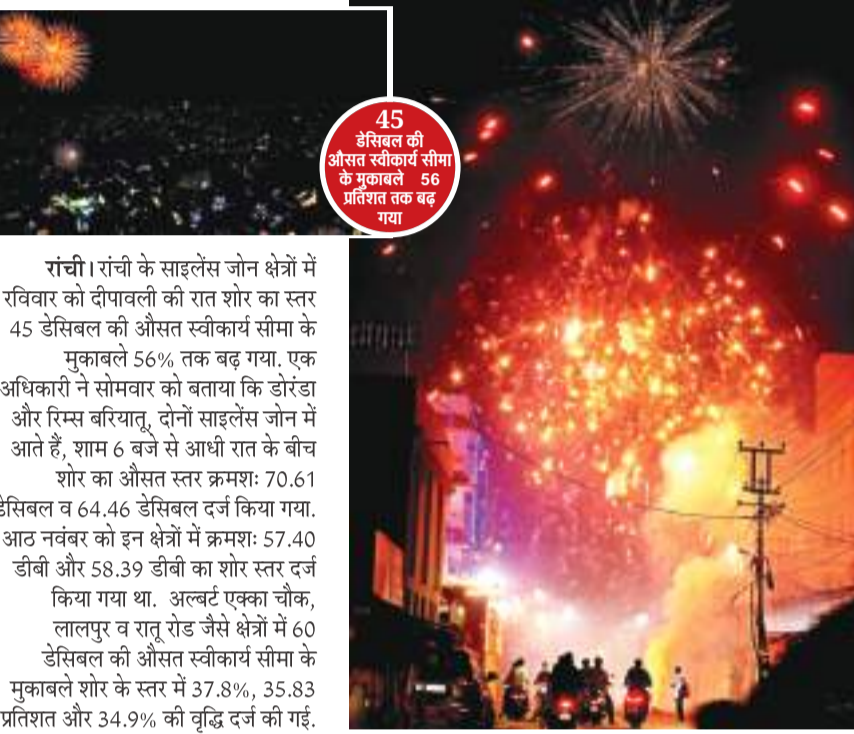 45
डेसिबल की
औसत स्वीकार्य सीमा
के मुकाबले 56
प्रतिशत तक बढ़
गया
रांची। रांची के साइलेंस जोन क्षेत्रों में
रविवार को दीपावली की रात शोर का स्तर
45 डेसिबल की औसत स्वीकार्य सीमा के
मुकाबले 56% तक बढ़ गया. एक
अधिकारी ने सोमवार को बताया कि डोरंडा
और रिम्स बरियातू, दोनों साइलेंस जोन में
आते हैं, शाम 6 बजे से आधी रात के बीच
शोर का औसत स्तर क्रमशः 70.61
डेसिबल व 64.46 डेसिबल दर्ज किया गया.
आठ नवंबर को इन क्षेत्रों में क्रमशः 57.40
डीबी और 58.39 डीबी का शोर स्तर दर्ज
किया गया था. अल्बर्ट एक्का चौक,
लालपुर व रातू रोड जैसे क्षेत्रों में 60
डेसिबल की औसत स्वीकार्य सीमा के
मुकाबले शोर के स्तर में 37.8%, 35.83
प्रतिशत और 34.9% की वृद्धि दर्ज की गई.